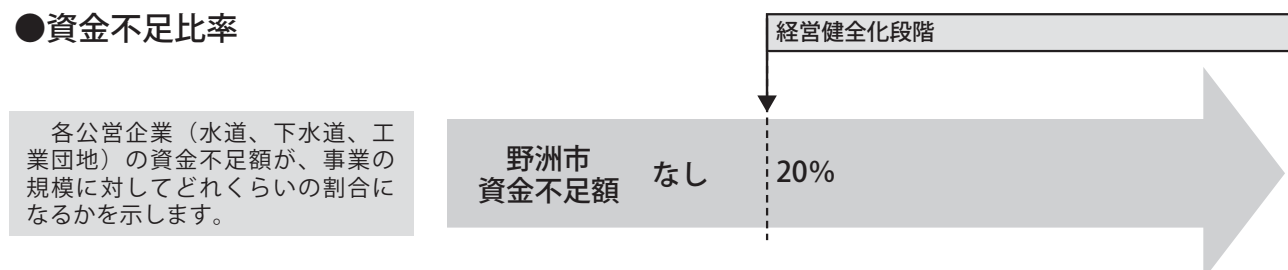 ●資金不足比率
経営健全化段階
　各公営企業（水道、下水道、工
業団地）の資金不足額が、事業の
規模に対してどれくらいの割合に
なるかを示します。
野洲市
資金不足額　なし
20%